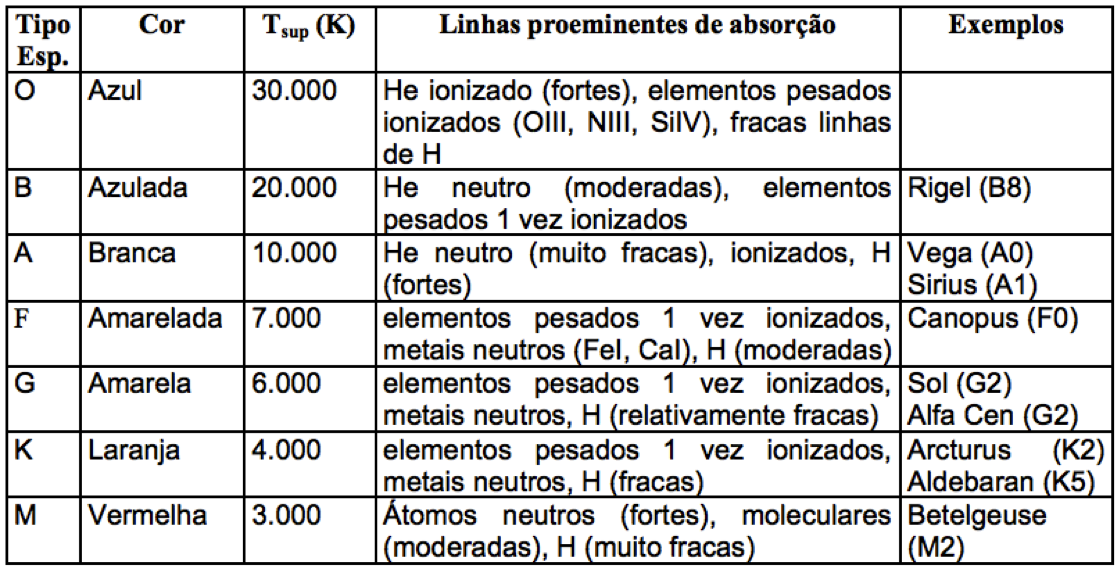 Tipo Esp. Cor Tsup (K) Linhas proeminentes de absorção Exemplos
O Azul 30.000 He ionizado (fortes), elementos pesados
ionizados (OIII, NIII, SiIV), fracas linhas
de H
B Azulada 20.000 He neutro (moderadas), elementos Rigel (B8)
pesados 1 vez ionizados
A Branca 10.000 He neutro (muito fracas), ionizados, H Vega (A0)
(fortes) Sirius (A1)
F Amarelada 7.000 elementos pesados 1 vez ionizados, Canopus (F0)
metais neutros (FeI, CaI), H (moderadas)
G Amarela 6.000 elementos pesados 1 vez ionizados, Sol (G2)
metais neutros, H (relativamente fracas) Alfa Cen (G2)
K Laranja 4.000 elementos pesados 1 vez ionizados, Arcturus (K2)
metais neutros, H (fracas) Aldebaran (K5)
M Vermelha 3.000 Átomos neutros (fortes), moleculares Betelgeuse
(moderadas), H (muito fracas) (M2)